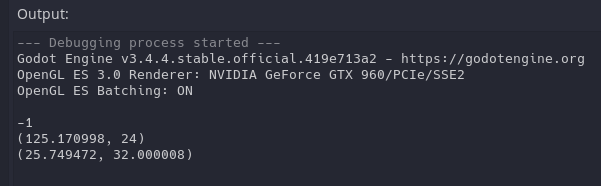 Output:
--- Debugging process started ---
Godot Engine v3.4.4.stable.official.419e713a2 - https://godotengine.org
OpenGL ES 3.0 Renderer: NVIDIA GeForce GTX 960/PCIe/SSE2
OpenGL ES Batching: ON
-1
(125.170998, 24)
(25.749472, 32.000008)